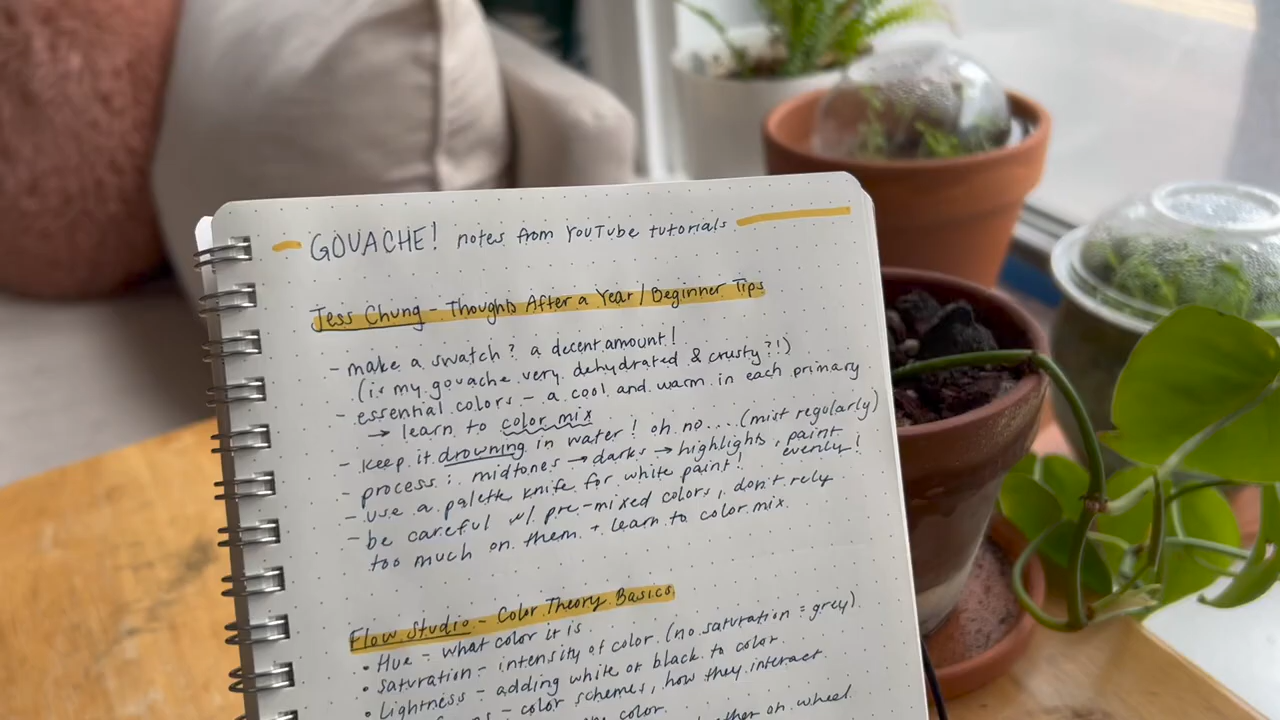 GOUACHE! notes from YouTube tutorials
Jess Chung - Thoughts After a Year / Beginner Tips
- make a swatch? a decent amount!
(is my gouache very dehydrated & crusty?!)
- essential colors - a cool and warm in each primary
→ learn to color mix
- keep it drowning in water! oh no... (mist regularly)
- process: midtones → darks → highlights, paint evenly!
- use a palette knife for white paint!
- be careful w/ pre-mixed colors, don't rely
too much on them + learn to color mix.
Flow Studio - Color Theory Basics
• Hue - what color it is
• Saturation - intensity of color (no saturation = grey)
• Lightness - adding white or black to color
- color schemes, how they interact
color.
on wheel